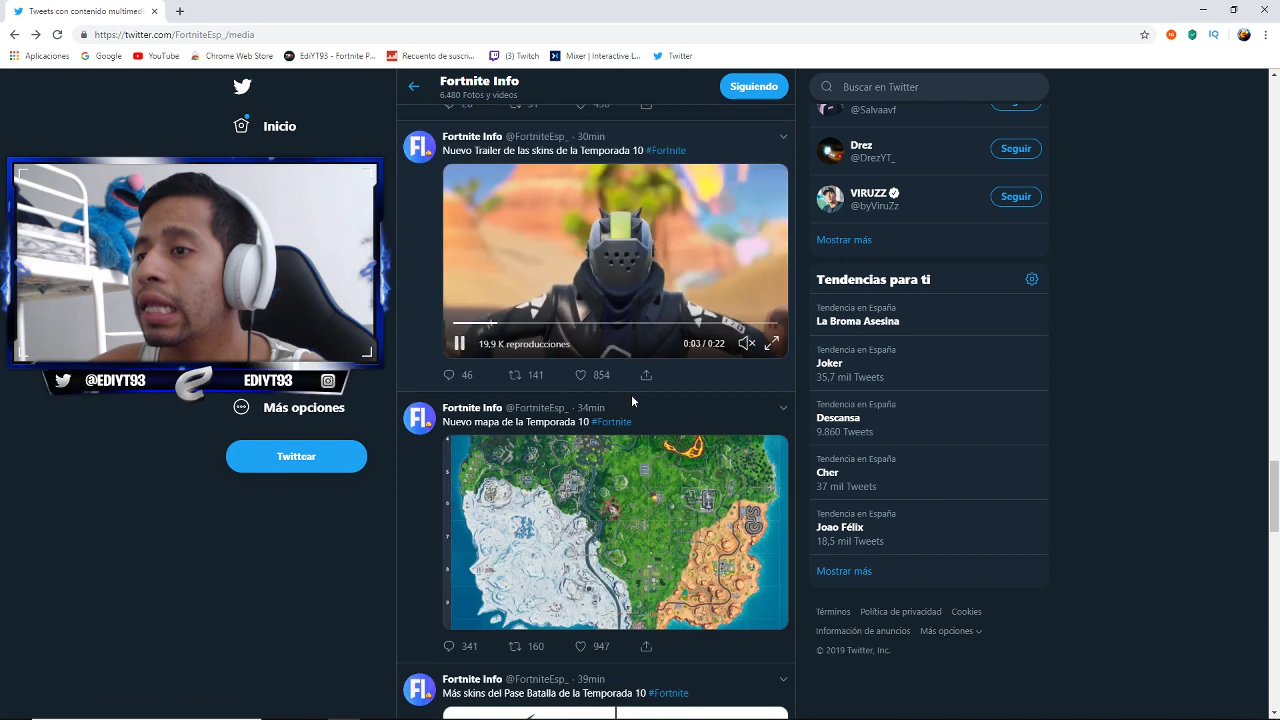 Tweets con contenido multimedi
https://twitter.com/FortniteEsp_/media
Aplicaciones
Google
YouTube
Chrome Web Store
EdiYT93 - Fortnite P...
Recuento de suscri...
(3) Twitch
Mixer | Interactive L...
Twitter
Inicio
@EDIYT93
EDIYT93
Más opciones
Twittear
Fortnite Info
6.480 Fotos y vídeos
Siguiendo
Fortnite Info @FortniteEsp_ · 30min
Nuevo Trailer de las skins de la Temporada 10 #Fortnite
19,9 K reproducciones
0:03 / 0:22
46
141
854
Fortnite Info @FortniteEsp_ · 34min
Nuevo mapa de la Temporada 10 #Fortnite
4
5
6
7
8
9
341
160
947
Fortnite Info @FortniteEsp_ · 39min
Más skins del Pase Batalla de la Temporada 10 #Fortnite
Buscar en Twitter
@Salvaavf
Drez
@DrezYT_
Seguir
VIRUZZ
@byViruZz
Seguir
Mostrar más
Tendencias para ti
Tendencia en España
La Broma Asesina
Tendencia en España
Joker
35,7 mil Tweets
Tendencia en España
Descansa
9.860 Tweets
Tendencia en España
Cher
37 mil Tweets
Tendencia en España
Joao Félix
18,5 mil Tweets
Mostrar más
Términos
Política de privacidad
Cookies
Información de anuncios
Más opciones
© 2019 Twitter, Inc.